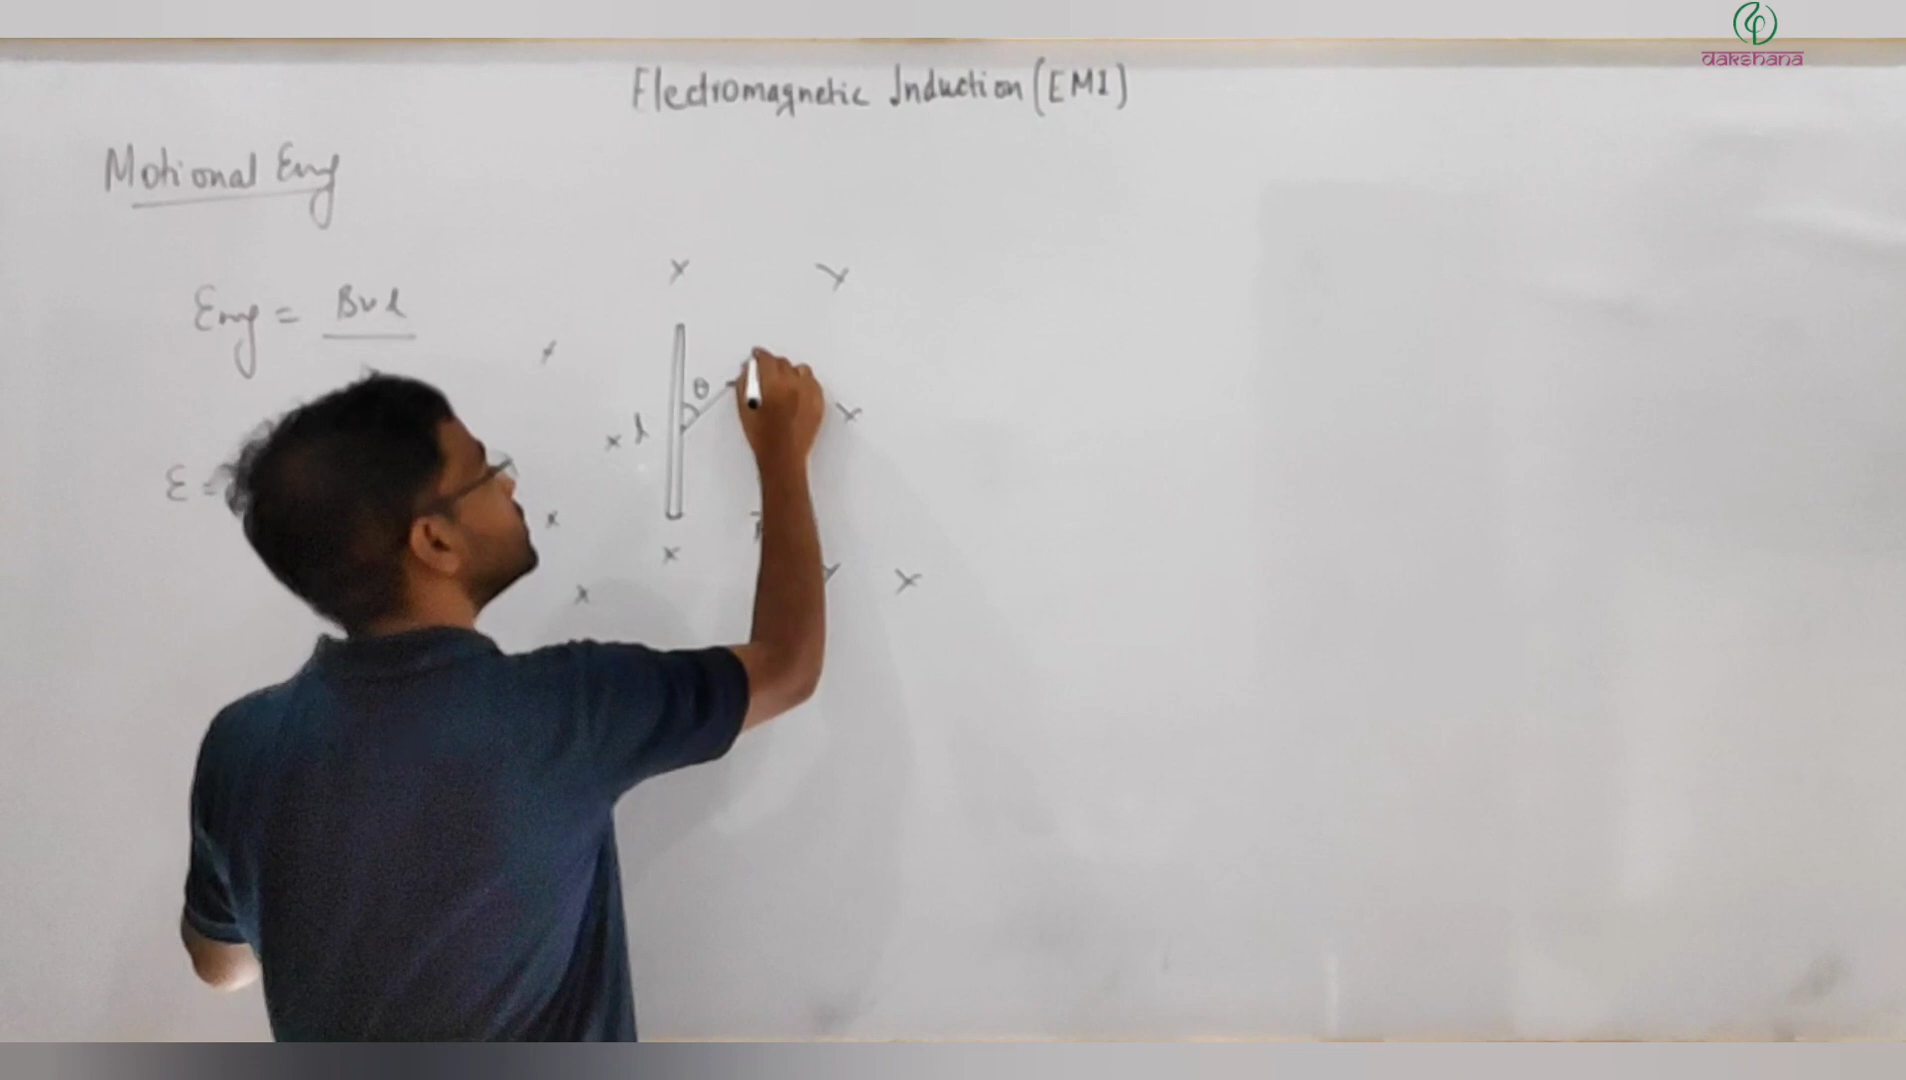 dakshana
Electromagnetic Induction (EMI)
Motional Emf
Emf = Bvl
x x
x
θ
x l x
ε =
x
x
x x